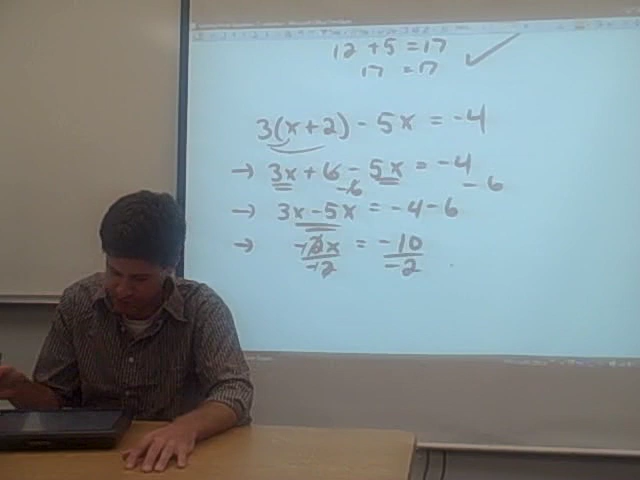 12 + 5 = 17
17 = 17 ✓
3(x+2) - 5x = -4
→ 3x + 6 - 5x = -4
-6 -6
→ 3x - 5x = -4 - 6
→ -2x = -10
-2 -2